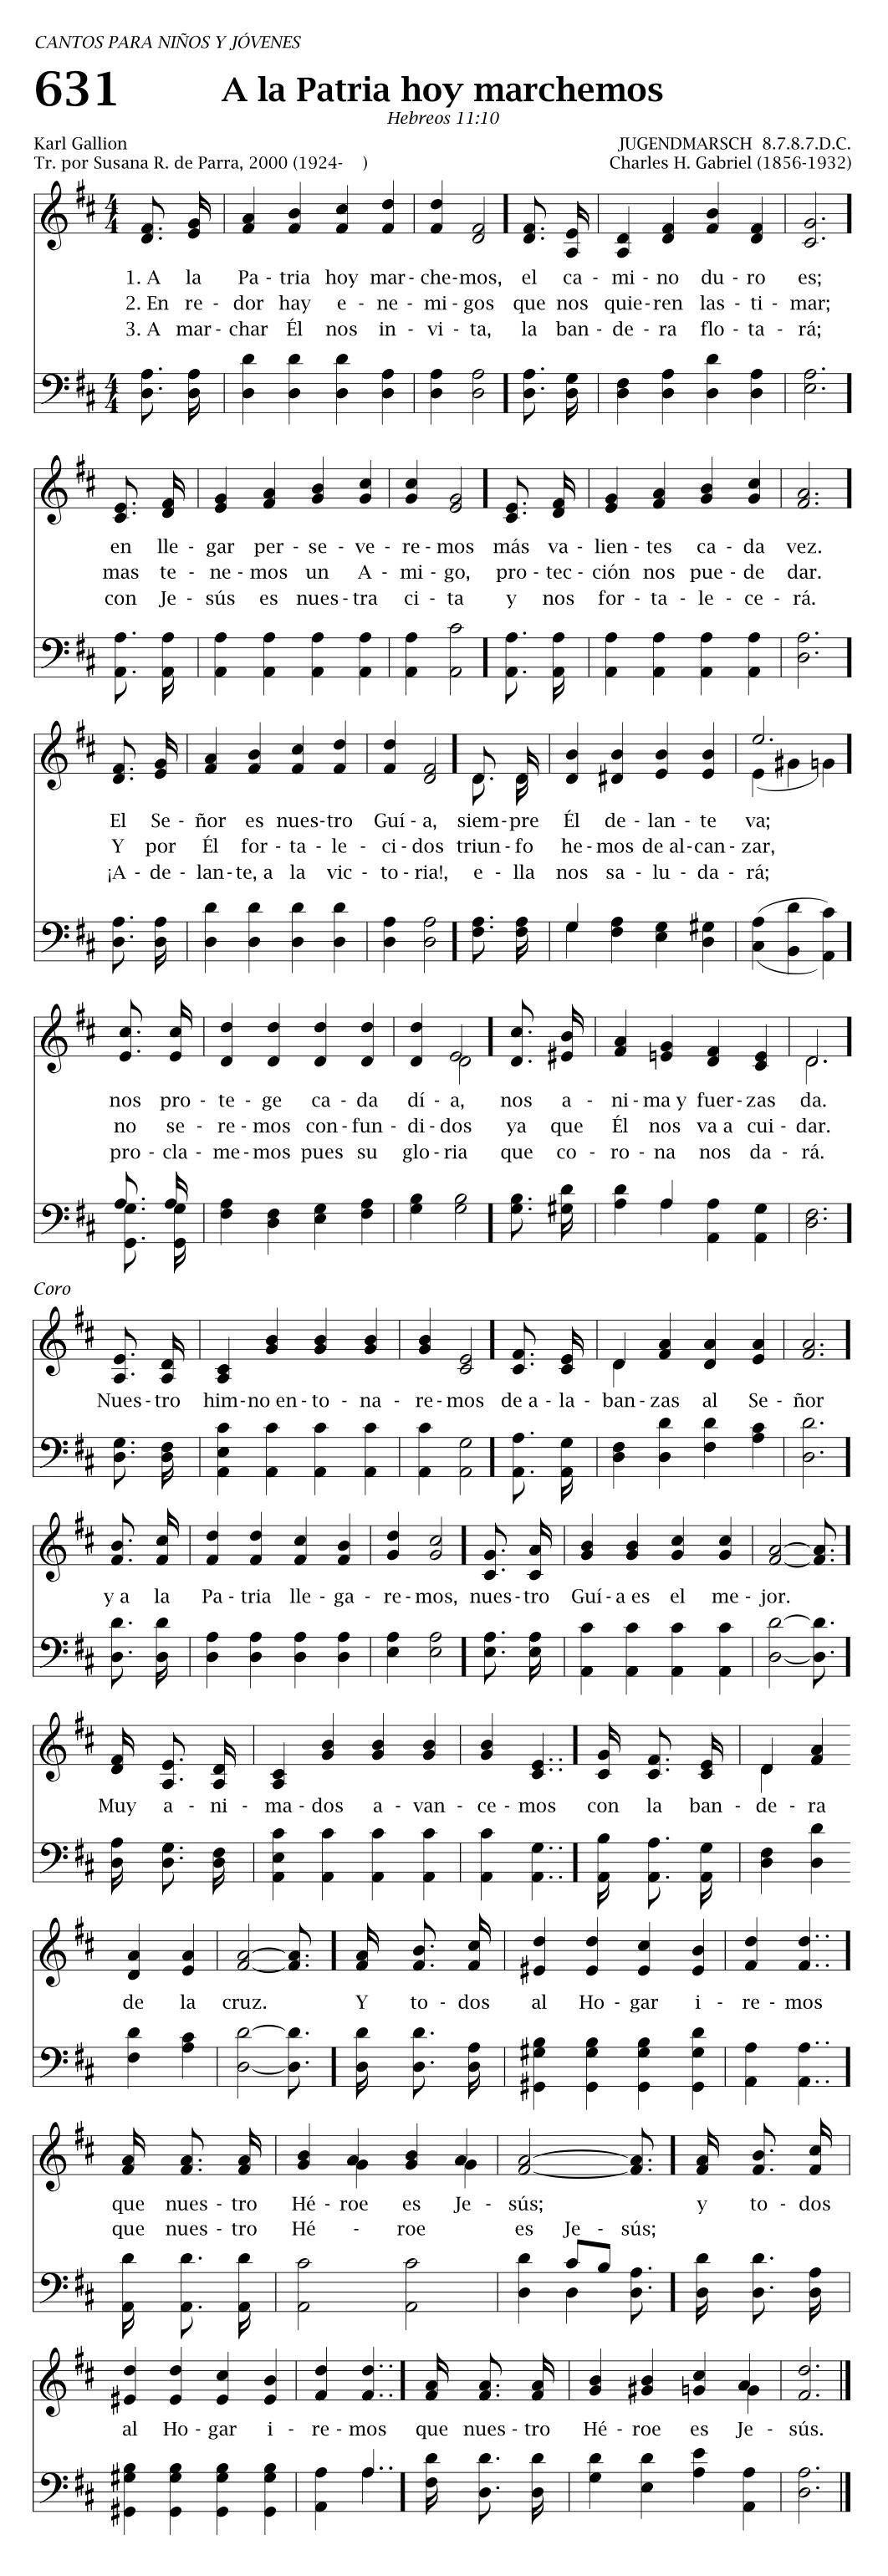 CANTOS PARA NIÑOS Y JÓVENES
631 A la Patria hoy marchemos
Hebreos 11:10
Karl Gallion JUGENDMARSCH 8.7.8.7.D.C.
Tr. por Susana R. de Parra, 2000 (1924- ) Charles H. Gabriel (1856-1932)
1. A la Pa - tria hoy mar - che - mos, el ca - mi - no du - ro es;
2. En re - dor hay e - ne - mi - gos que nos quie - ren las - ti - mar;
3. A mar - char Él nos in - vi - ta, la ban - de - ra flo - ta - rá;
en lle - gar per - se - ve - re - mos más va - lien - tes ca - da vez.
mas te - ne - mos un A - mi - go, pro - tec - ción nos pue - de dar.
con Je - sús es nues - tra ci - ta y nos for - ta - le - ce - rá.
El Se - ñor es nues - tro Guí - a, siem - pre Él de - lan - te va;
Y por Él for - ta - le - ci - dos triun - fo he - mos de al - can - zar,
¡A - de - lan - te, a la vic - to - ria!, e - lla nos sa - lu - da - rá;
nos pro - te - ge ca - da dí - a, nos a - ni - ma y fuer - zas da.
no se - re - mos con - fun - di - dos ya que Él nos va a cui - dar.
pro - cla - me - mos pues su glo - ria que co - ro - na nos da - rá.
Coro
Nues - tro him - no en - to - na - re - mos de a - la - ban - zas al Se - ñor
y a la Pa - tria lle - ga - re - mos, nues - tro Guí - a es el me - jor.
Muy a - ni - ma - dos a - van - ce - mos con la ban - de - ra
de la cruz. Y to - dos al Ho - gar i - re - mos
que nues - tro Hé - roe es Je - sús; y to - dos
que nues - tro Hé - roe es Je - sús;
al Ho - gar i - re - mos que nues - tro Hé - roe es Je - sús.